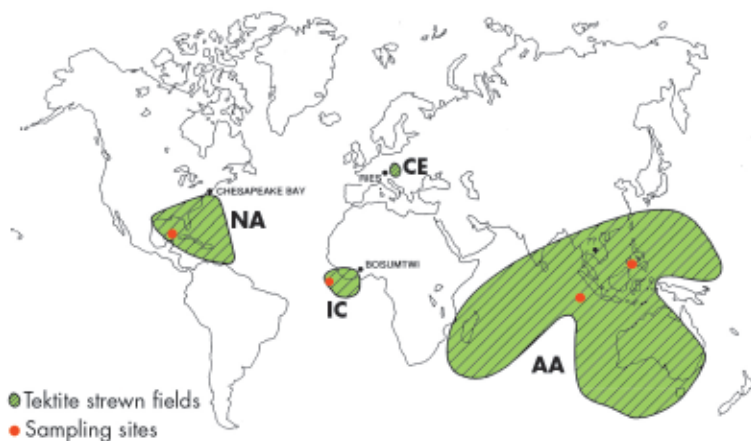 CE
RIES
CHESAPEAKE BAY
NA
BOSUMTWI
IC
AA
Tektite strewn fields
Sampling sites